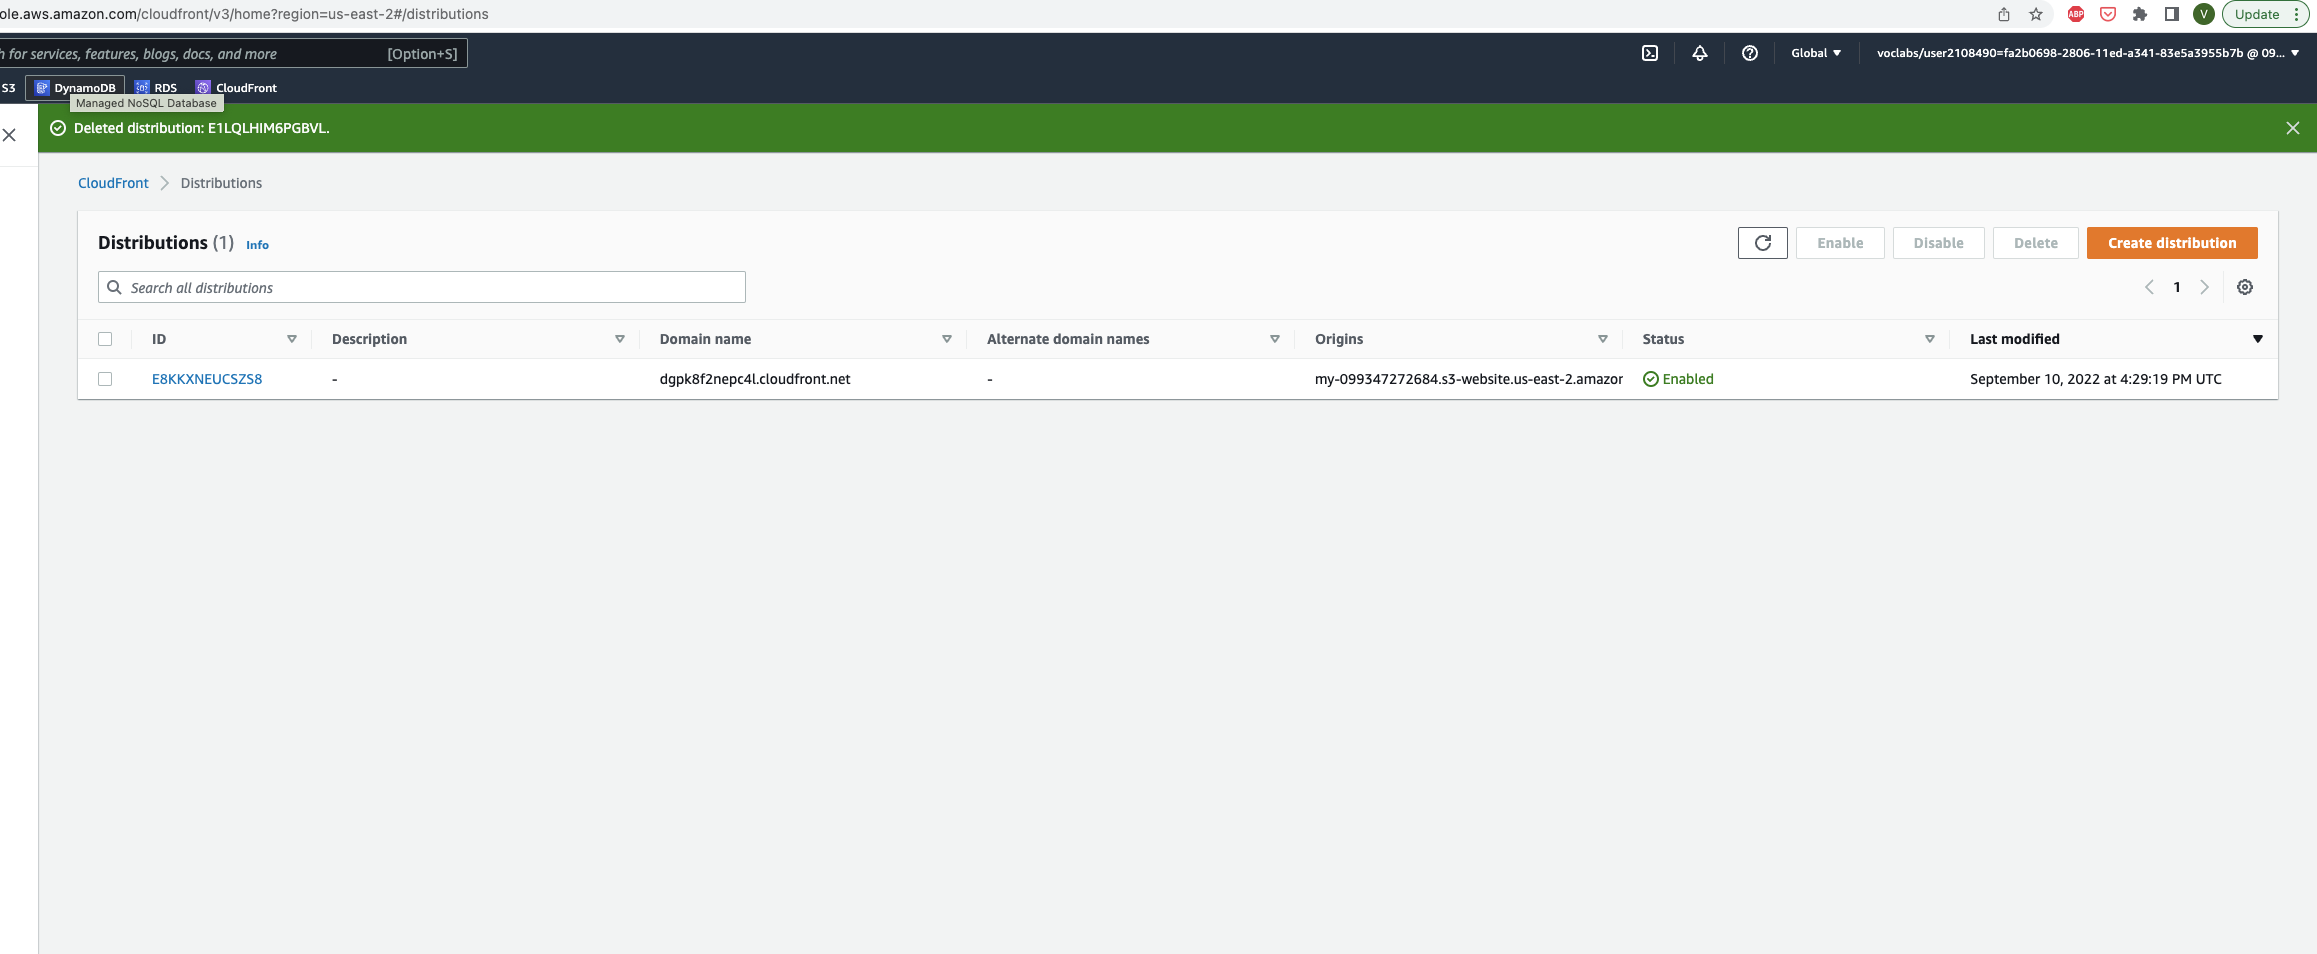 ole.aws.amazon.com/cloudfront/v3/home?region=us-east-2#/distributions
ABP
V
Update
h for services, features, blogs, docs, and more
[Option+S]
Global
voclabs/user2108490=fa2b0698-2806-11ed-a341-83e5a3955b7b @ 09...
S3
DynamoDB
RDS
CloudFront
Managed NoSQL Database
Deleted distribution: E1LQLHIM6PGBVL.
CloudFront
Distributions
Distributions (1) Info
Enable
Disable
Delete
Create distribution
Search all distributions
1
ID
Description
Domain name
Alternate domain names
Origins
Status
Last modified
E8KKXNEUCSZS8
-
dgpk8f2nepc4l.cloudfront.net
-
my-099347272684.s3-website.us-east-2.amazor
Enabled
September 10, 2022 at 4:29:19 PM UTC